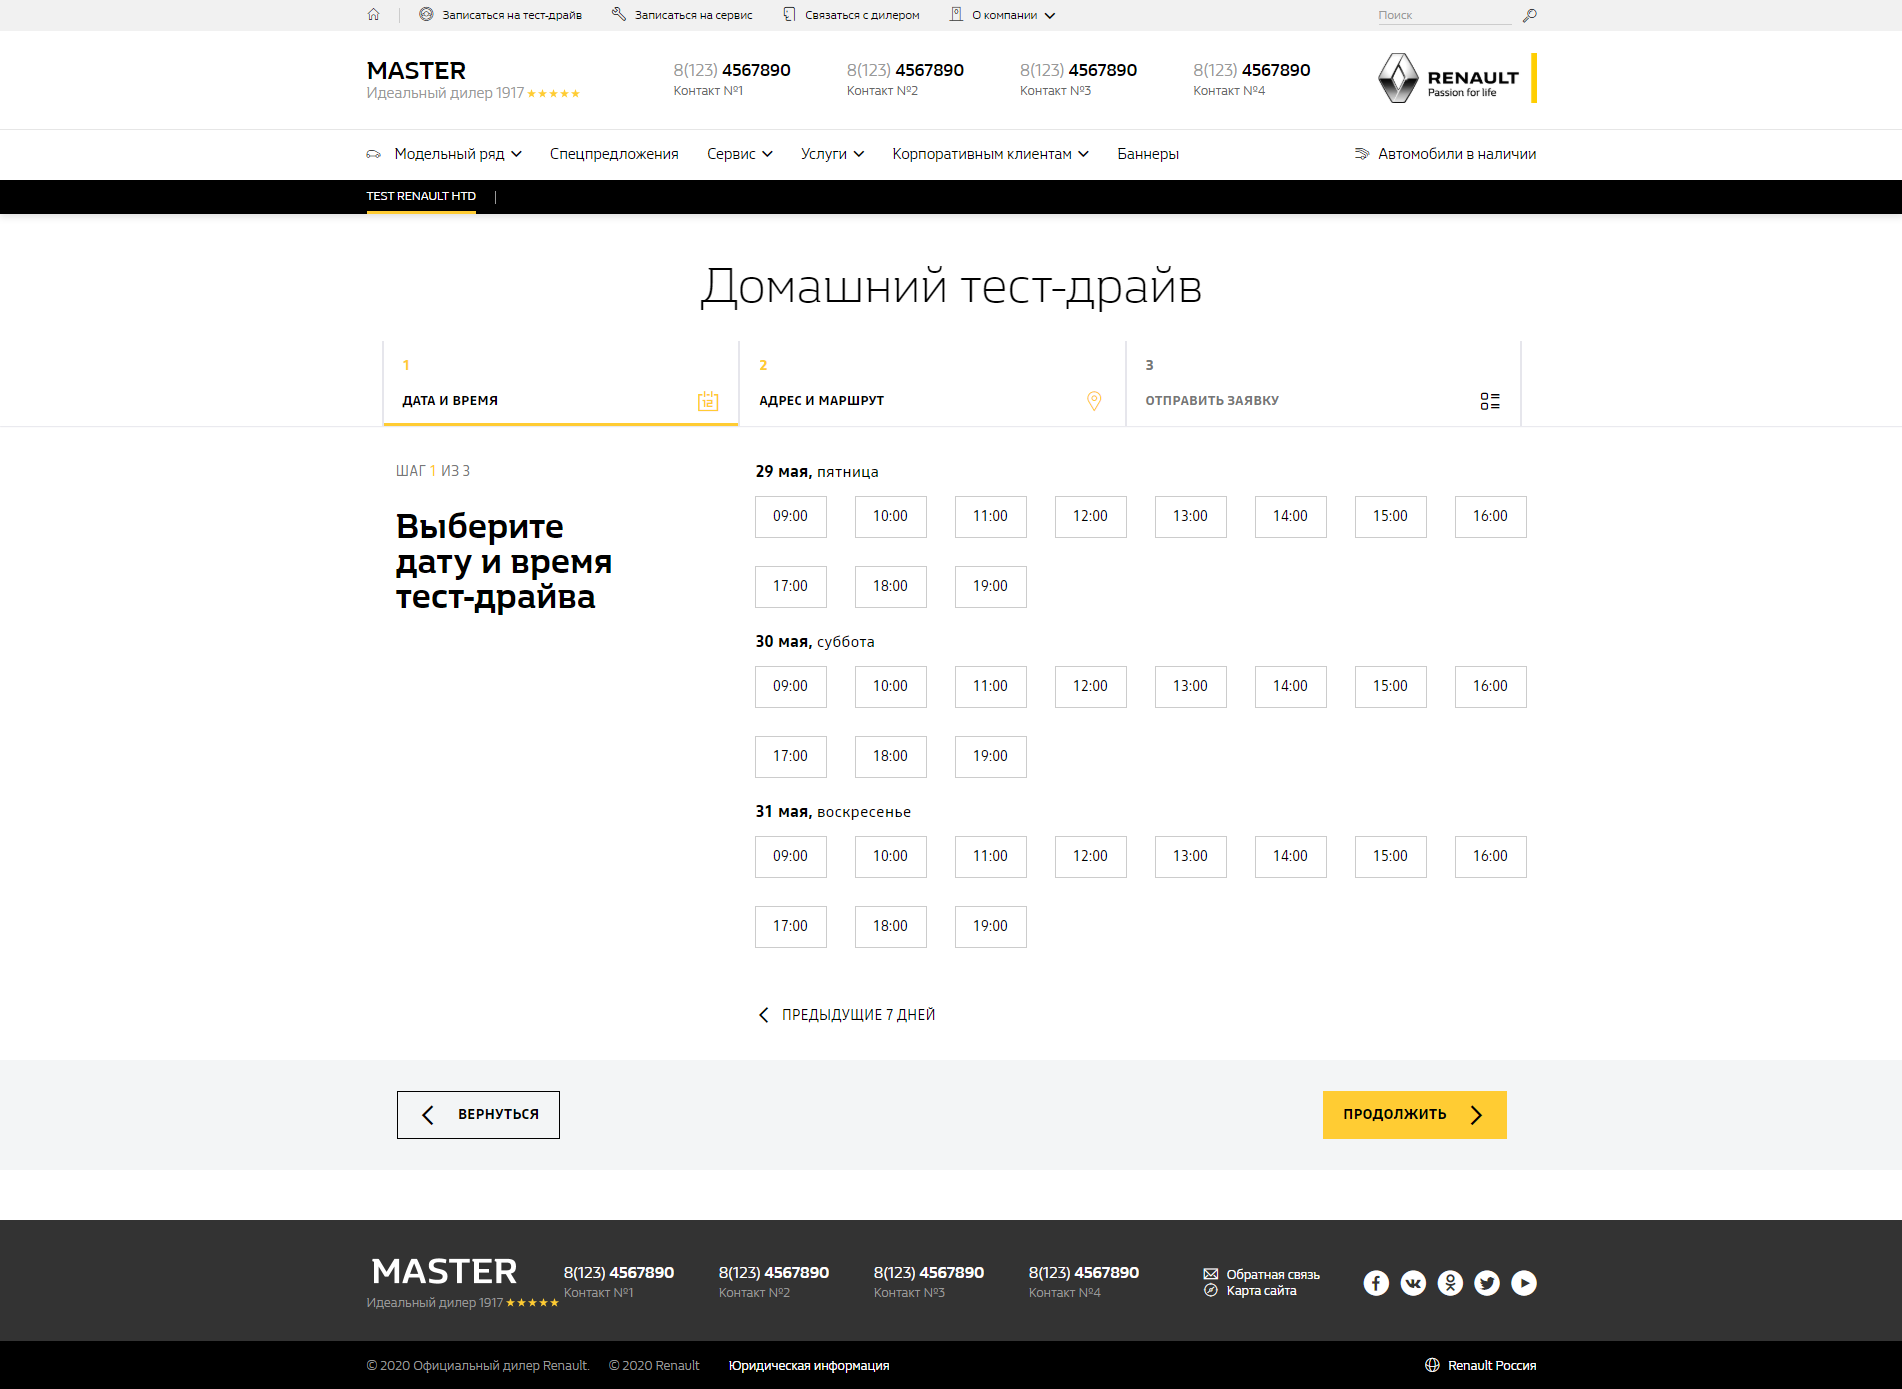 Записаться на тест-драйв Записаться на сервис Связаться с дилером О компании Поиск
MASTER
Идеальный дилер 1917 ★★★★★
8(123) 4567890 8(123) 4567890 8(123) 4567890 8(123) 4567890
Контакт №1 Контакт №2 Контакт №3 Контакт №4
RENAULT
Passion for life
Модельный ряд Спецпредложения Сервис Услуги Корпоративным клиентам Баннеры Автомобили в наличии
TEST RENAULT HTD |
Домашний тест-драйв
1 2 3
ДАТА И ВРЕМЯ 12 АДРЕС И МАРШРУТ ОТПРАВИТЬ ЗАЯВКУ
ШАГ 1 ИЗ 3
Выберите
дату и время
тест-драйва
29 мая, пятница
09:00 10:00 11:00 12:00 13:00 14:00 15:00 16:00
17:00 18:00 19:00
30 мая, суббота
09:00 10:00 11:00 12:00 13:00 14:00 15:00 16:00
17:00 18:00 19:00
31 мая, воскресенье
09:00 10:00 11:00 12:00 13:00 14:00 15:00 16:00
17:00 18:00 19:00
ПРЕДЫДУЩИЕ 7 ДНЕЙ
ВЕРНУТЬСЯ ПРОДОЛЖИТЬ
MASTER
Идеальный дилер 1917 ★★★★★
8(123) 4567890 8(123) 4567890 8(123) 4567890 8(123) 4567890
Контакт №1 Контакт №2 Контакт №3 Контакт №4
Обратная связь
Карта сайта
© 2020 Официальный дилер Renault. © 2020 Renault Юридическая информация Renault Россия